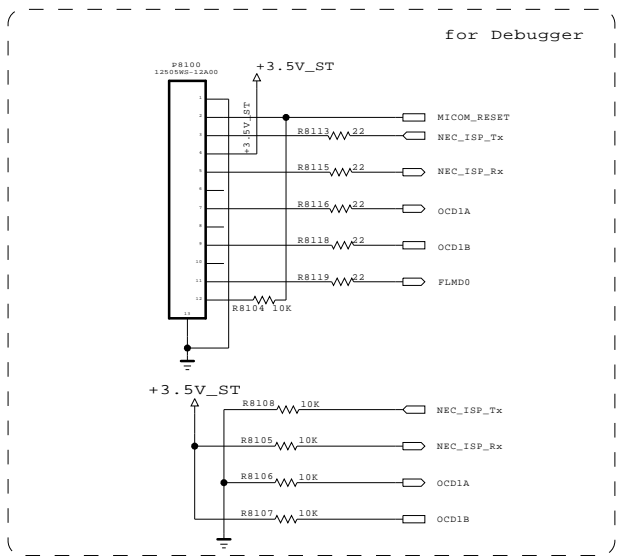 for Debugger
P8100
12505WS-12A00
+3.5V_ST
+3.5V_ST
1
2
MICOM_RESET
3
R8113 22
NEC_ISP_Tx
4
5
R8115 22
NEC_ISP_Rx
6
7
R8116 22
OCD1A
8
9
R8118 22
OCD1B
10
11
R8119 22
FLMD0
12
R8104 10K
13
+3.5V_ST
R8108 10K
NEC_ISP_Tx
R8105 10K
NEC_ISP_Rx
R8106 10K
OCD1A
R8107 10K
OCD1B